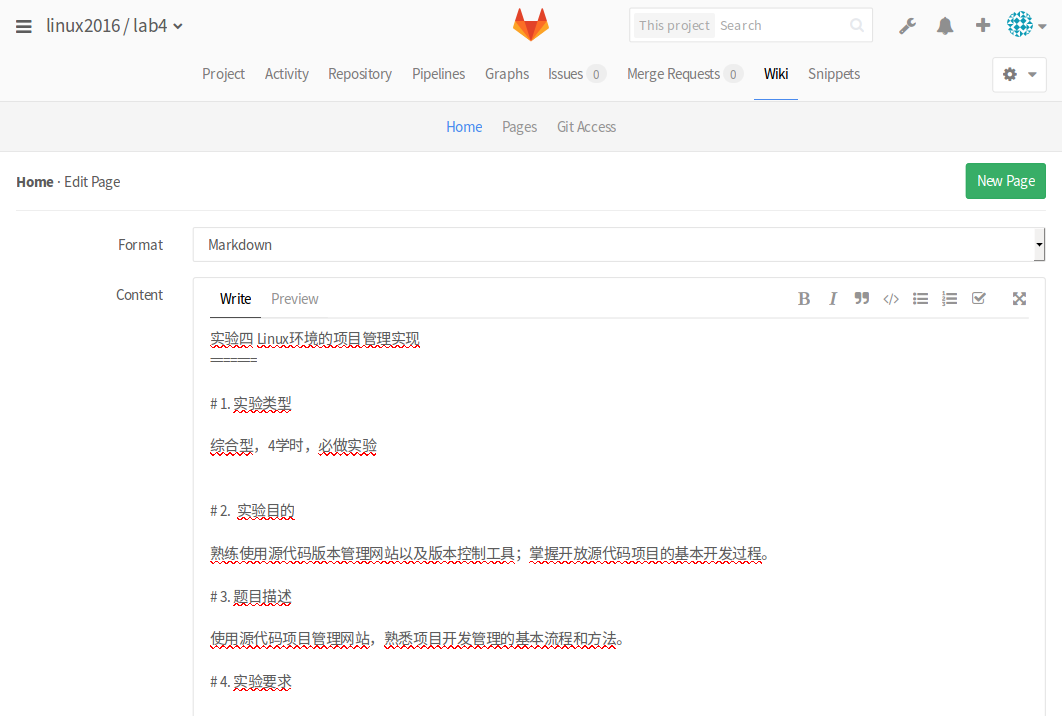 linux2016 / lab4
This project Search
Project Activity Repository Pipelines Graphs Issues 0 Merge Requests 0 Wiki Snippets
Home Pages Git Access
Home · Edit Page
New Page
Format
Markdown
Content
Write Preview
实验四 Linux环境的项目管理实现
=======
# 1. 实验类型
综合型，4学时，必做实验
# 2.  实验目的
熟练使用源代码版本管理网站以及版本控制工具；掌握开放源代码项目的基本开发过程。
# 3. 题目描述
使用源代码项目管理网站，熟悉项目开发管理的基本流程和方法。
# 4. 实验要求